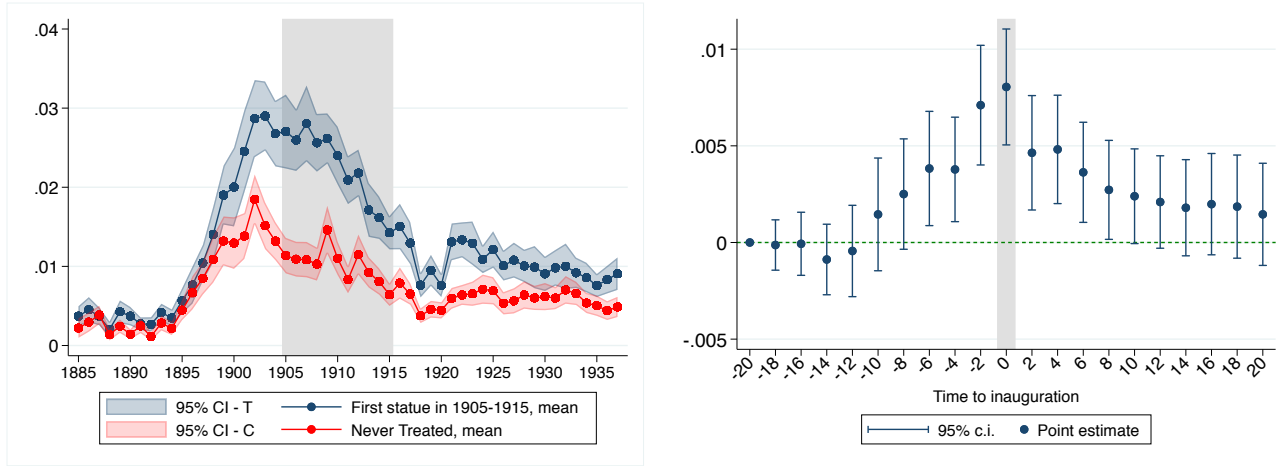 .04
.03
.02
.01
0
1885 1890 1895 1900 1905 1910 1915 1920 1925 1930 1935
95% CI - T First statue in 1905-1915, mean
95% CI - C Never Treated, mean
.01
.005
0
-.005
-20 -18 -16 -14 -12 -10 -8 -6 -4 -2 0 2 4 6 8 10 12 14 16 18 20
Time to inauguration
95% c.i. Point estimate